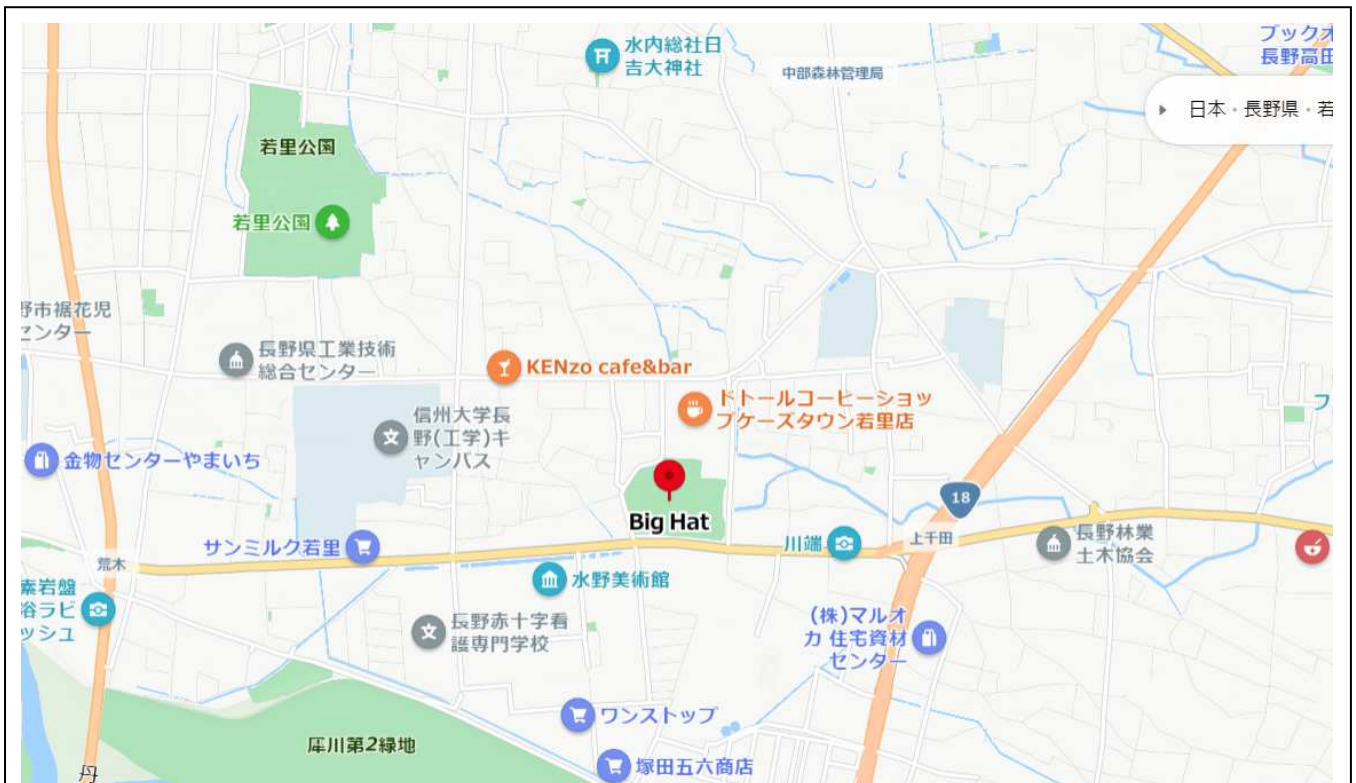 ブックオ
長野高田
水内総社日
吉大神社
中部森林管理局
日本・長野県・若
若里公園
若里公園
野市裾花児
センター
長野県工業技術
総合センター
KENzo cafe&bar
ドトールコーヒーショッ
プケーズタウン若里店
信州大学長
野(工学)キ
ャンパス
フ
金物センターやまいち
18
Big Hat
サンミルク若里
川端
上千田
長野林業
土木協会
荒木
水野美術館
素岩盤
浴ラビ
ッシュ
長野赤十字看
護専門学校
(株)マルオ
カ 住宅資材
センター
ワンストップ
犀川第2緑地
塚田五六商店
丹